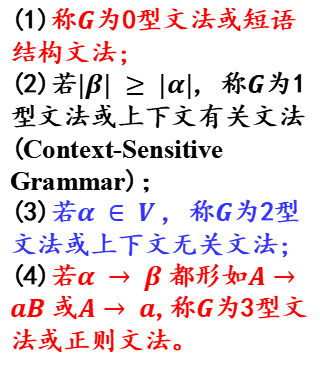 (1)称G为0型文法或短语
结构文法；
(2)若|β| ≥ |α|，称G为1
型文法或上下文有关文法
(Context-Sensitive
Grammar)；
(3)若α ∈ V，称G为2型
文法或上下文无关文法；
(4)若α → β 都形如A →
aB 或A → a,称G为3型文
法或正则文法。